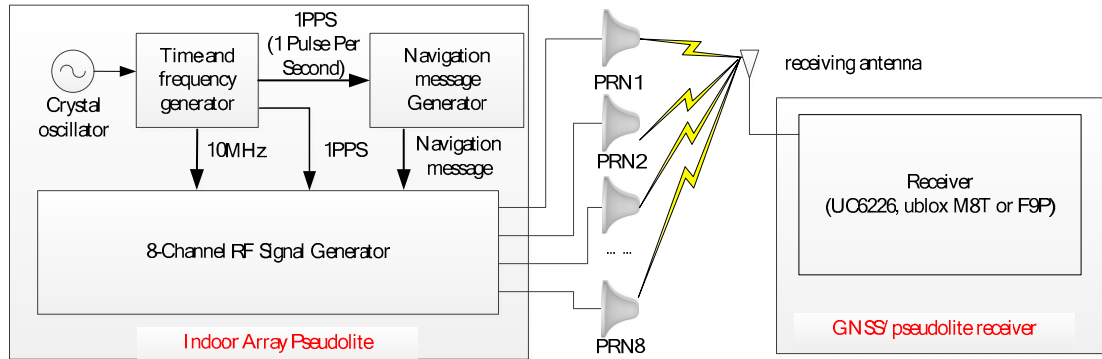 1PPS
(1 Pulse Per
Second)
Time and
frequency
generator
Navigation
message
Generator
Crystal
oscillator
10MHz
1PPS
Navigation
message
8-Channel RF Signal Generator
Indoor Array Pseudolite
PRN1
PRN2
... ...
PRN8
receiving antenna
Receiver
(UC6226, ublox M8T or F9P)
GNSS/ pseudolite receiver